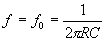 f = f₀ = 1/(2πRC)